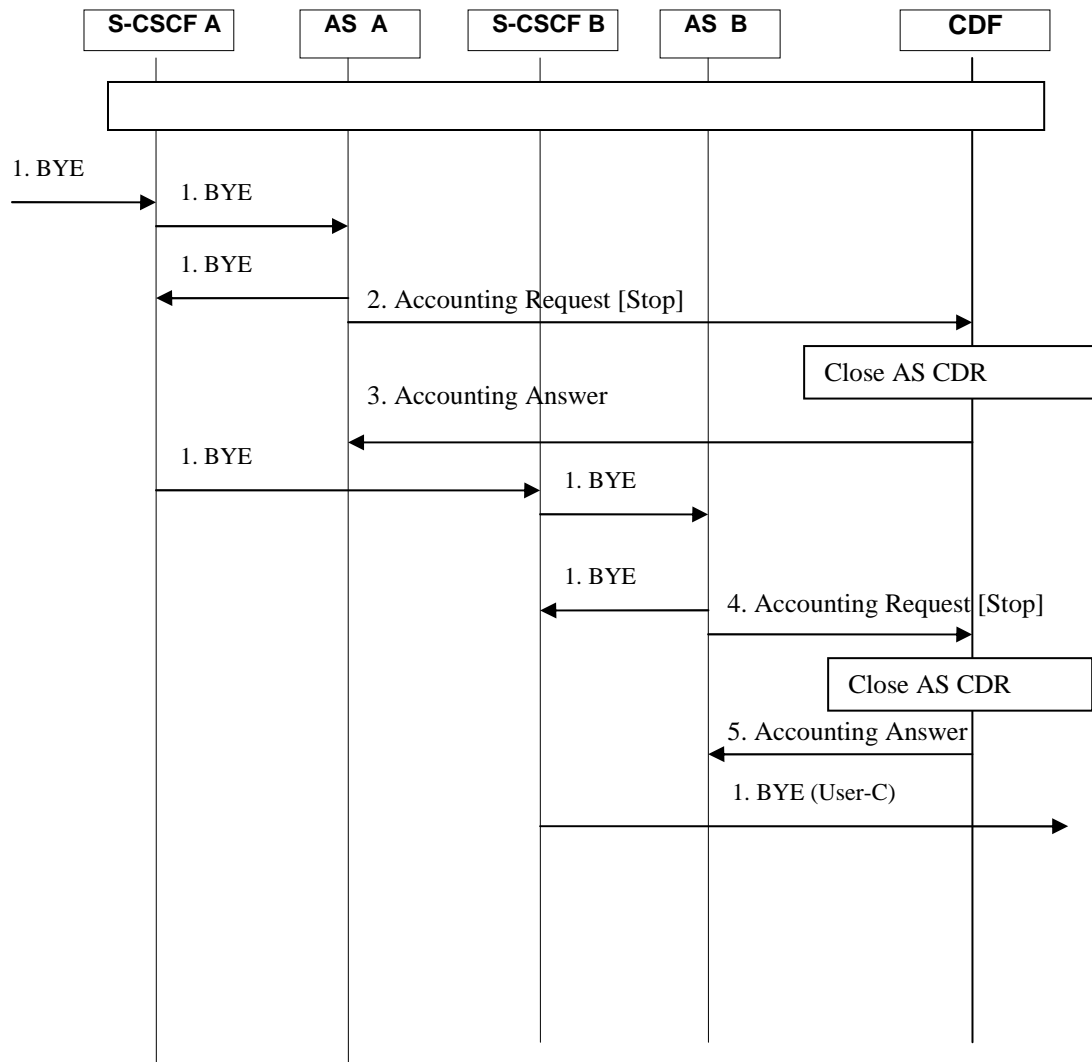 S-CSCF A
AS A
S-CSCF B
AS B
CDF
1. BYE
1. BYE
1. BYE
2. Accounting Request [Stop]
Close AS CDR
3. Accounting Answer
1. BYE
1. BYE
1. BYE
4. Accounting Request [Stop]
Close AS CDR
5. Accounting Answer
1. BYE (User-C)